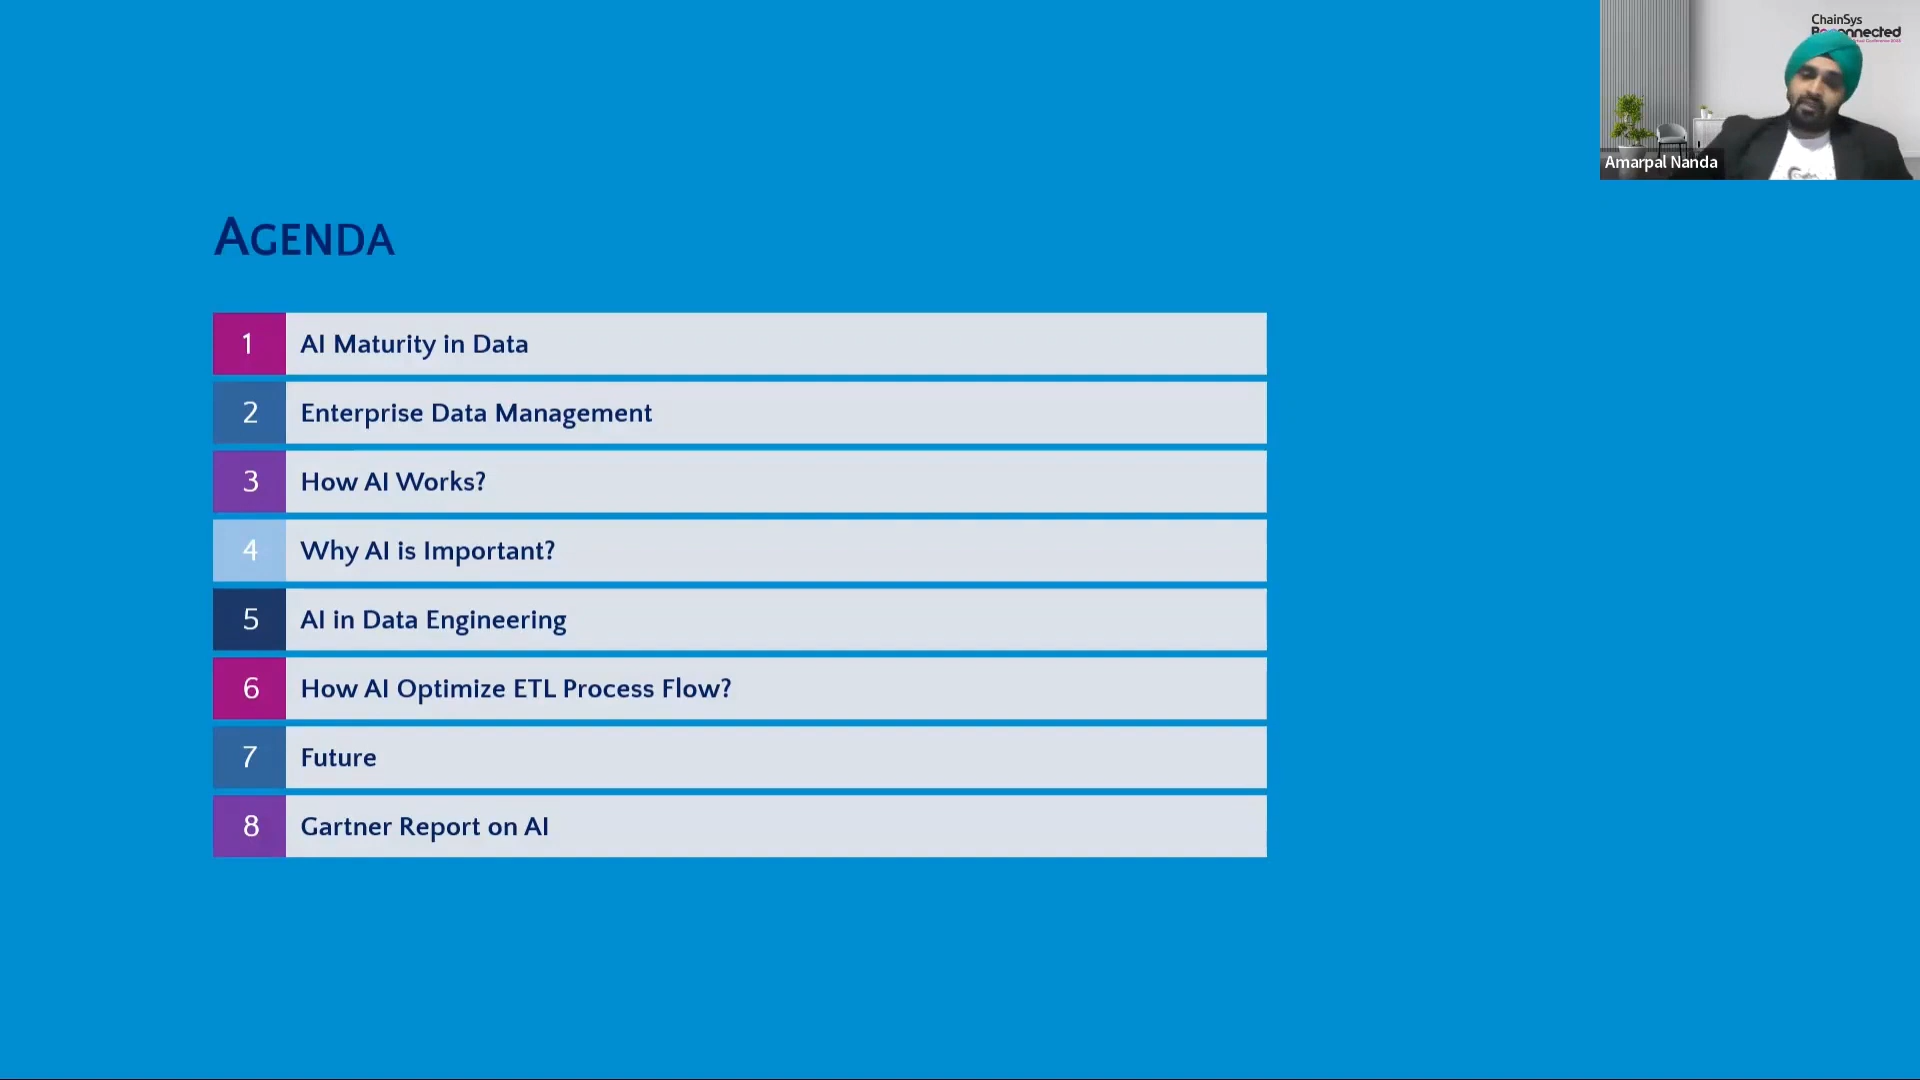 ChainSys
Reconnected
Amarpal Nanda
AGENDA
1 AI Maturity in Data
2 Enterprise Data Management
3 How AI Works?
4 Why AI is Important?
5 AI in Data Engineering
6 How AI Optimize ETL Process Flow?
7 Future
8 Gartner Report on AI